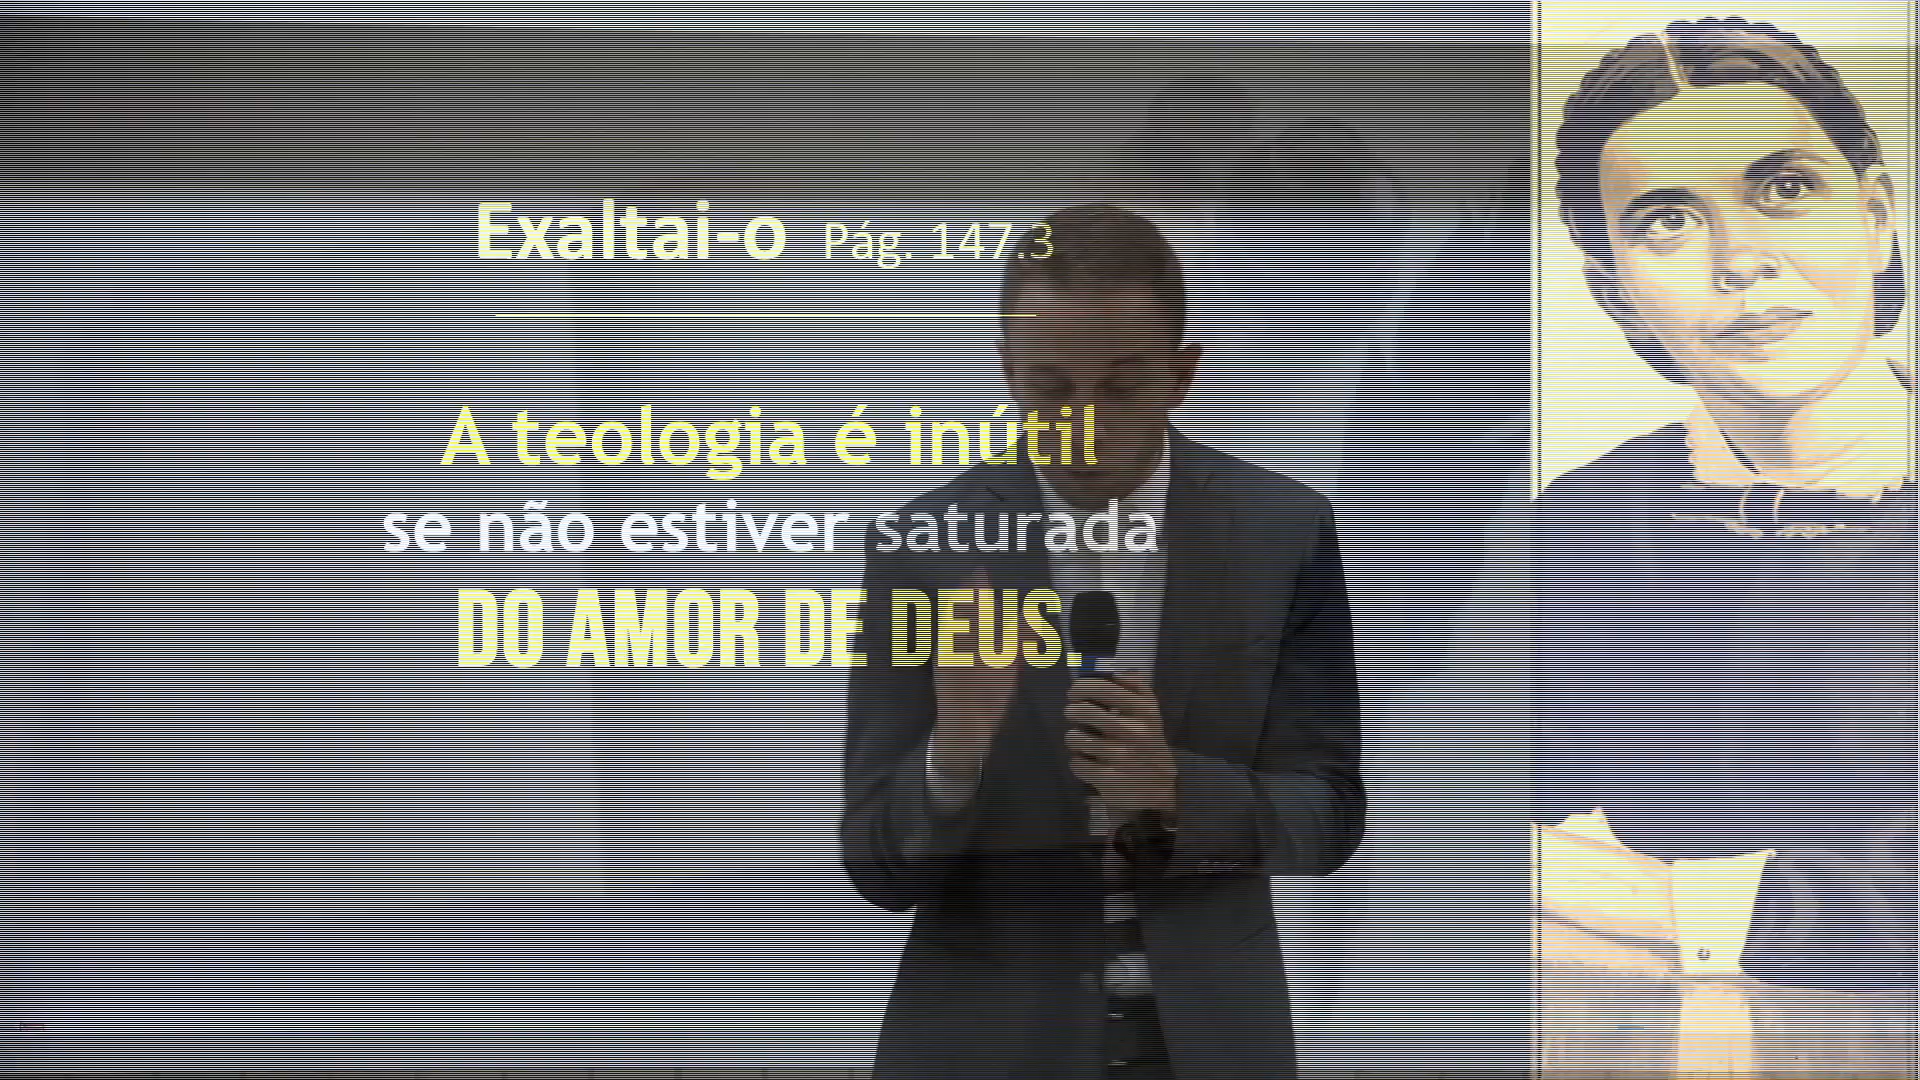 Exaltai-o Pág. 147.3
A teologia é inútil
se não estiver saturada
DO AMOR DE DEUS.